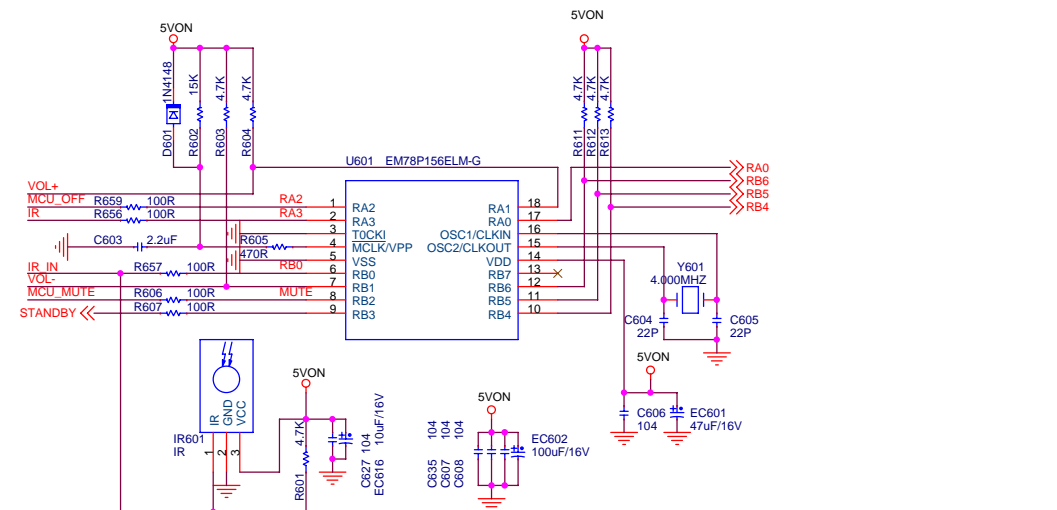 5VON
5VON
D601 1N4148
R602 15K
R603 4.7K
R604 4.7K
R611 4.7K
R612 4.7K
R613 4.7K
U601 EM78P156ELM-G
VOL+
MCU_OFF R659 100R RA2
IR R656 100R RA3
C603 2.2uF R605
470R
IR_IN R657 100R RB0
VOL-
MCU_MUTE R606 100R MUTE
STANDBY R607 100R
1 RA2
2 RA3
3 T0CKI
4 MCLK/VPP
5 VSS
6 RB0
7 RB1
8 RB2
9 RB3
RA1 18
RA0 17
OSC1/CLKIN 16
OSC2/CLKOUT 15
VDD 14
RB7 13
RB6 12
RB5 11
RB4 10
RA0
RB6
RB5
RB4
Y601
4.000MHZ
C604
22P
C605
22P
5VON
C606
104
EC601
47uF/16V
IR
GND
VCC
IR601
IR
1
2
3
5VON
R601 4.7K
C627 104
EC616 10uF/16V
5VON
C635 104
C607 104
C608 104
EC602
100uF/16V